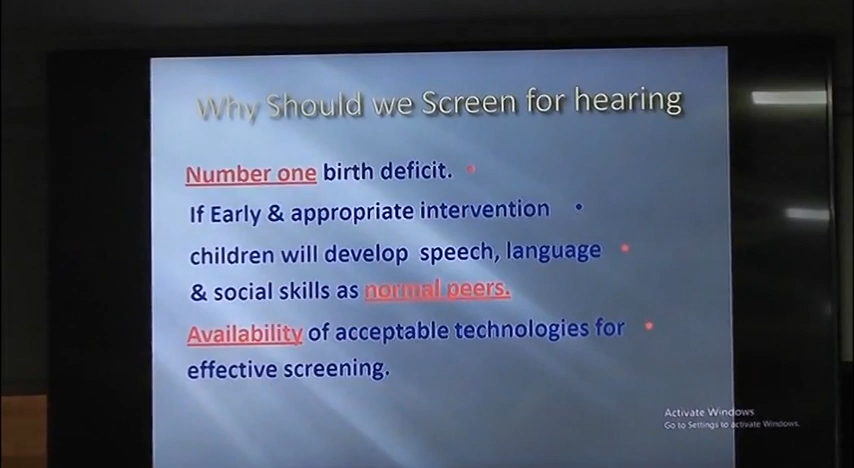 Why Should we Screen for hearing
Number one birth deficit. •
If Early & appropriate intervention •
children will develop speech, language •
& social skills as normal peers.
Availability of acceptable technologies for •
effective screening.
Activate Windows
Go to Settings to activate Windows.